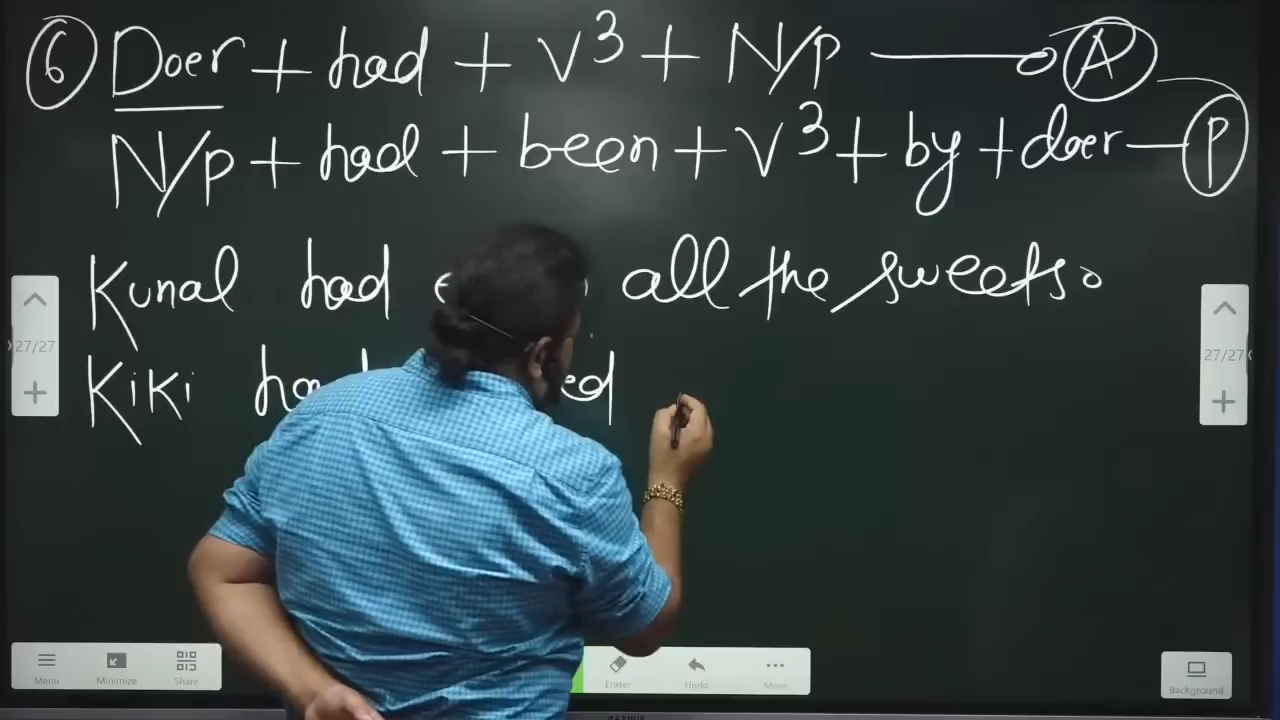 6 Doer + had + V3 + N/P A
N/P + had + been + V3 + by + doer - P
Kunal had all the sweets.
Kiki
27/27
27/27
Menu Minimize Share Eraser Undo More Background